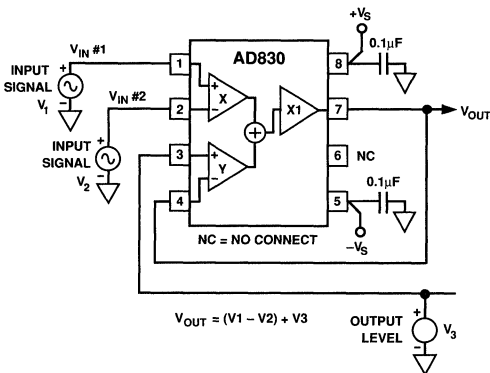 +VS
0.1µF
VIN #1
AD830
INPUT
SIGNAL
V1
+
−
1
+
−
X
8
VIN #2
2
X1
7
VOUT
INPUT
SIGNAL
V2
+
−
3
+
−
Y
+
6
NC
4
5
0.1µF
NC = NO CONNECT
−VS
VOUT = (V1 – V2) + V3
OUTPUT
LEVEL
+
−
V3